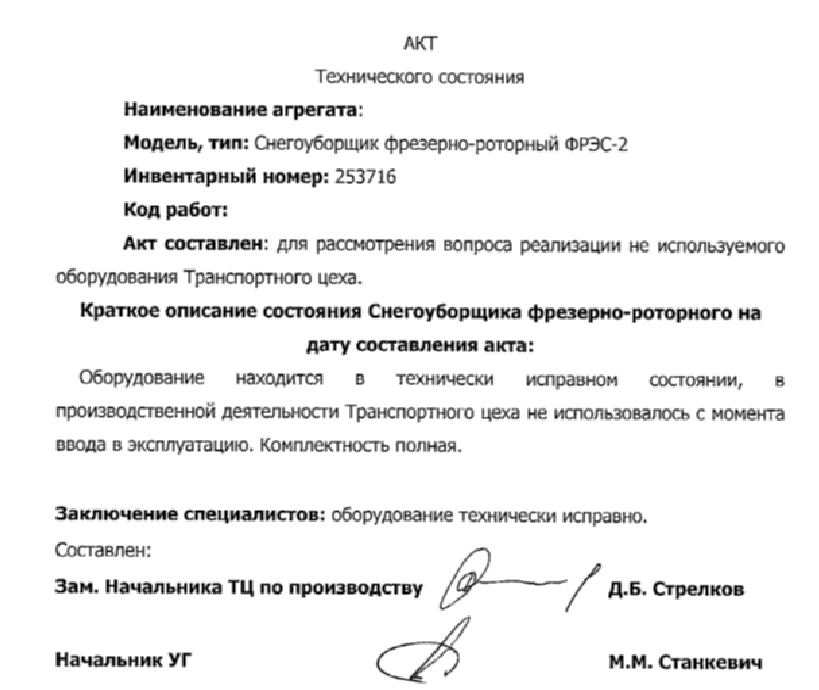 АКТ
Технического состояния
Наименование агрегата:
Модель, тип: Снегоуборщик фрезерно-роторный ФРЭС-2
Инвентарный номер: 253716
Код работ:
Акт составлен: для рассмотрения вопроса реализации не используемого
оборудования Транспортного цеха.
Краткое описание состояния Снегоуборщика фрезерно-роторного на
дату составления акта:
Оборудование находится в технически исправном состоянии, в
производственной деятельности Транспортного цеха не использовалось с момента
ввода в эксплуатацию. Комплектность полная.
Заключение специалистов: оборудование технически исправно.
Составлен:
Зам. Начальника ТЦ по производству Д.Б. Стрелков
Начальник УГ М.М. Станкевич